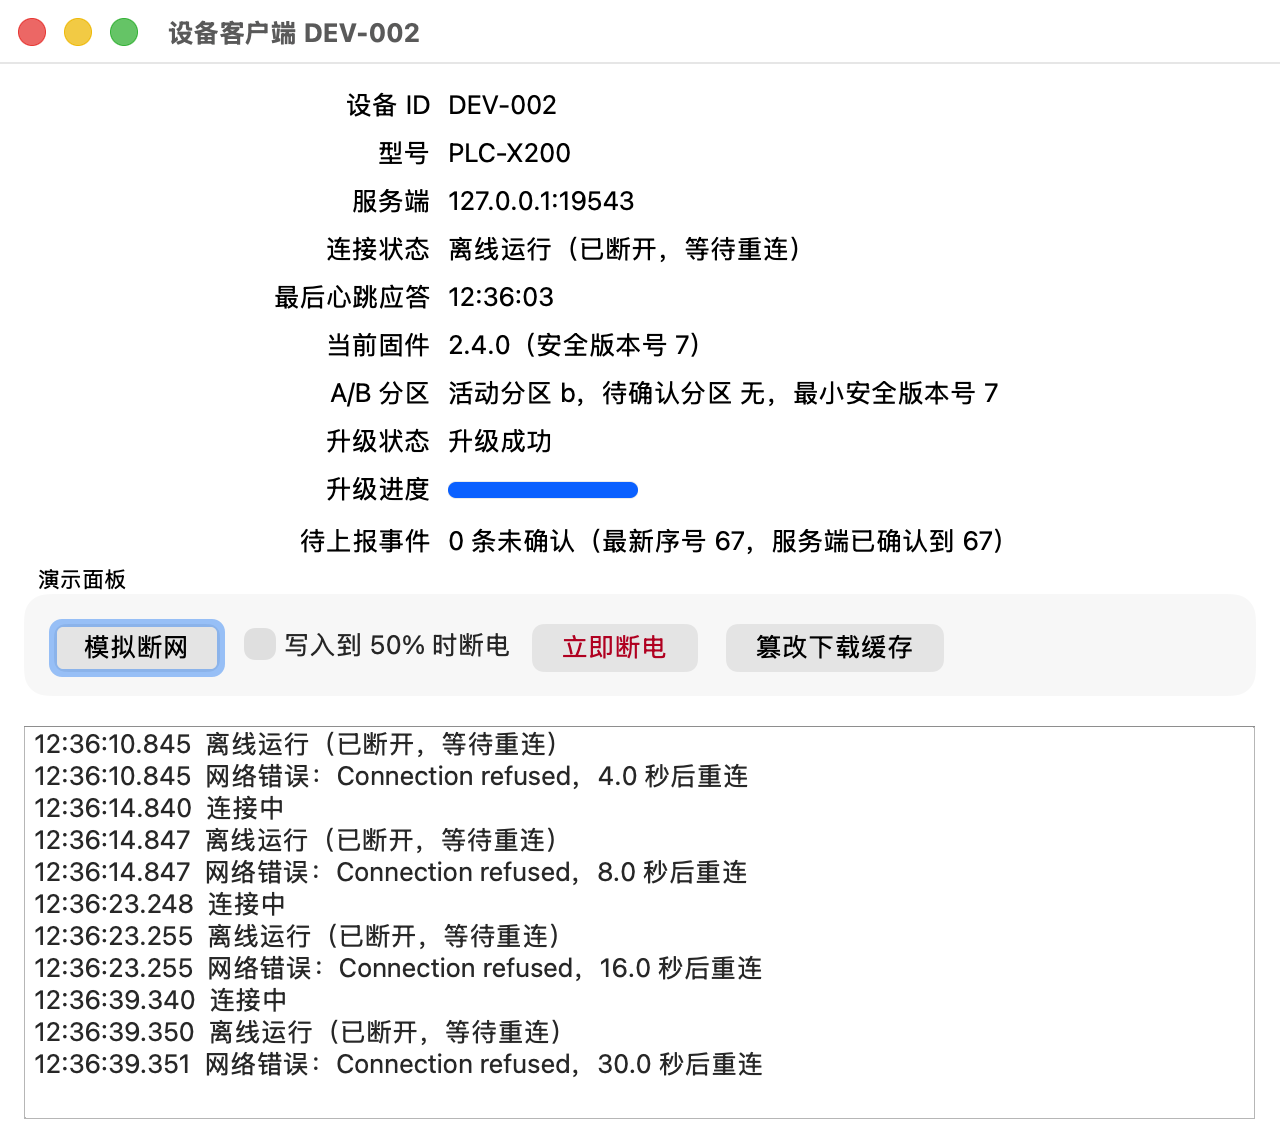 设备客户端 DEV-002
设备 ID DEV-002
型号 PLC-X200
服务端 127.0.0.1:19543
连接状态 离线运行（已断开，等待重连）
最后心跳应答 12:36:03
当前固件 2.4.0（安全版本号 7）
A/B 分区 活动分区 b，待确认分区 无，最小安全版本号 7
升级状态 升级成功
升级进度
待上报事件 0 条未确认（最新序号 67，服务端已确认到 67）
演示面板
模拟断网 写入到 50% 时断电 立即断电 篡改下载缓存
12:36:10.845 离线运行（已断开，等待重连）
12:36:10.845 网络错误：Connection refused，4.0 秒后重连
12:36:14.840 连接中
12:36:14.847 离线运行（已断开，等待重连）
12:36:14.847 网络错误：Connection refused，8.0 秒后重连
12:36:23.248 连接中
12:36:23.255 离线运行（已断开，等待重连）
12:36:23.255 网络错误：Connection refused，16.0 秒后重连
12:36:39.340 连接中
12:36:39.350 离线运行（已断开，等待重连）
12:36:39.351 网络错误：Connection refused，30.0 秒后重连